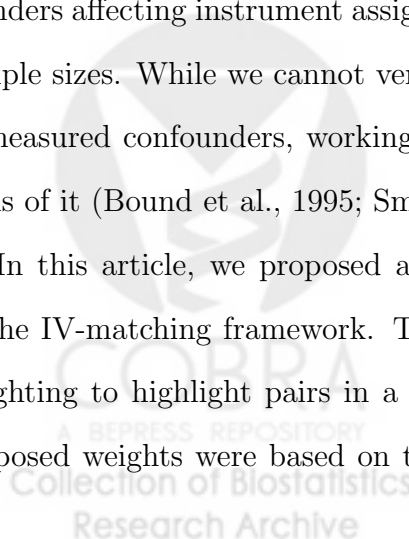 nders affecting instrument assig
ple sizes. While we cannot ver
neasured confounders, working
s of it (Bound et al., 1995; Sm
In this article, we proposed a
he IV-matching framework. T
COBRA
ghting to highlight pairs in a
A BEPRESS REPOSITORY
posed weights were based on t
Collection of Biostatistics
Research Archive